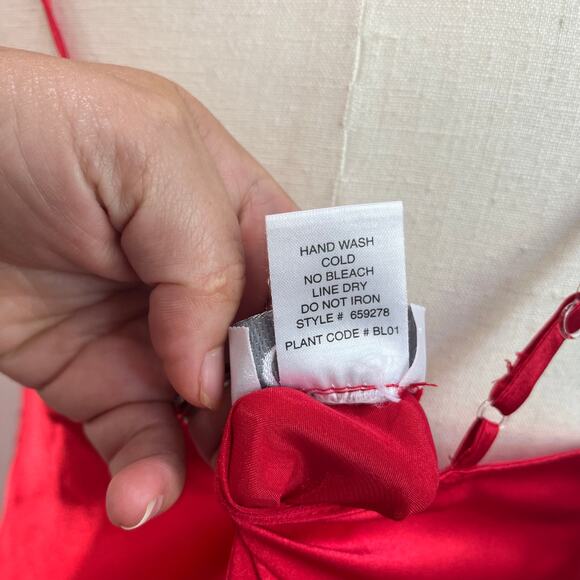 HAND WASH
COLD
NO BLEACH
LINE DRY
DO NOT IRON
STYLE # 659278
PLANT CODE # BL01